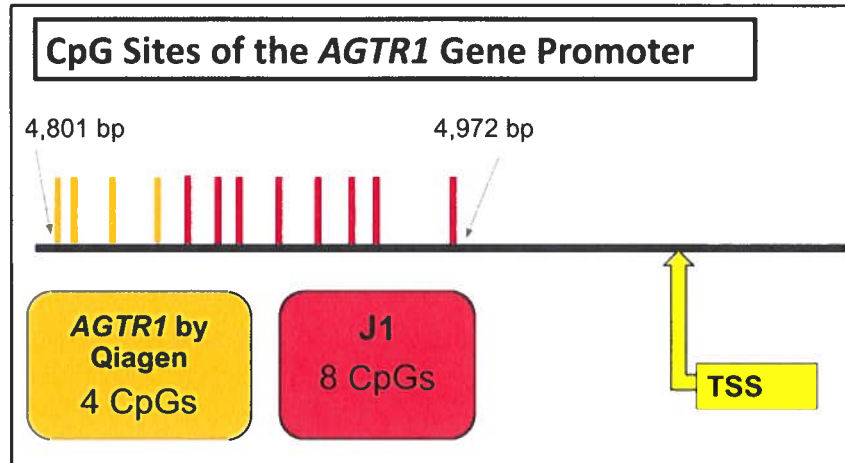 CpG Sites of the AGTR1 Gene Promoter
4,801 bp
4,972 bp
AGTR1 by
Qiagen
4 CpGs
J1
8 CpGs
TSS